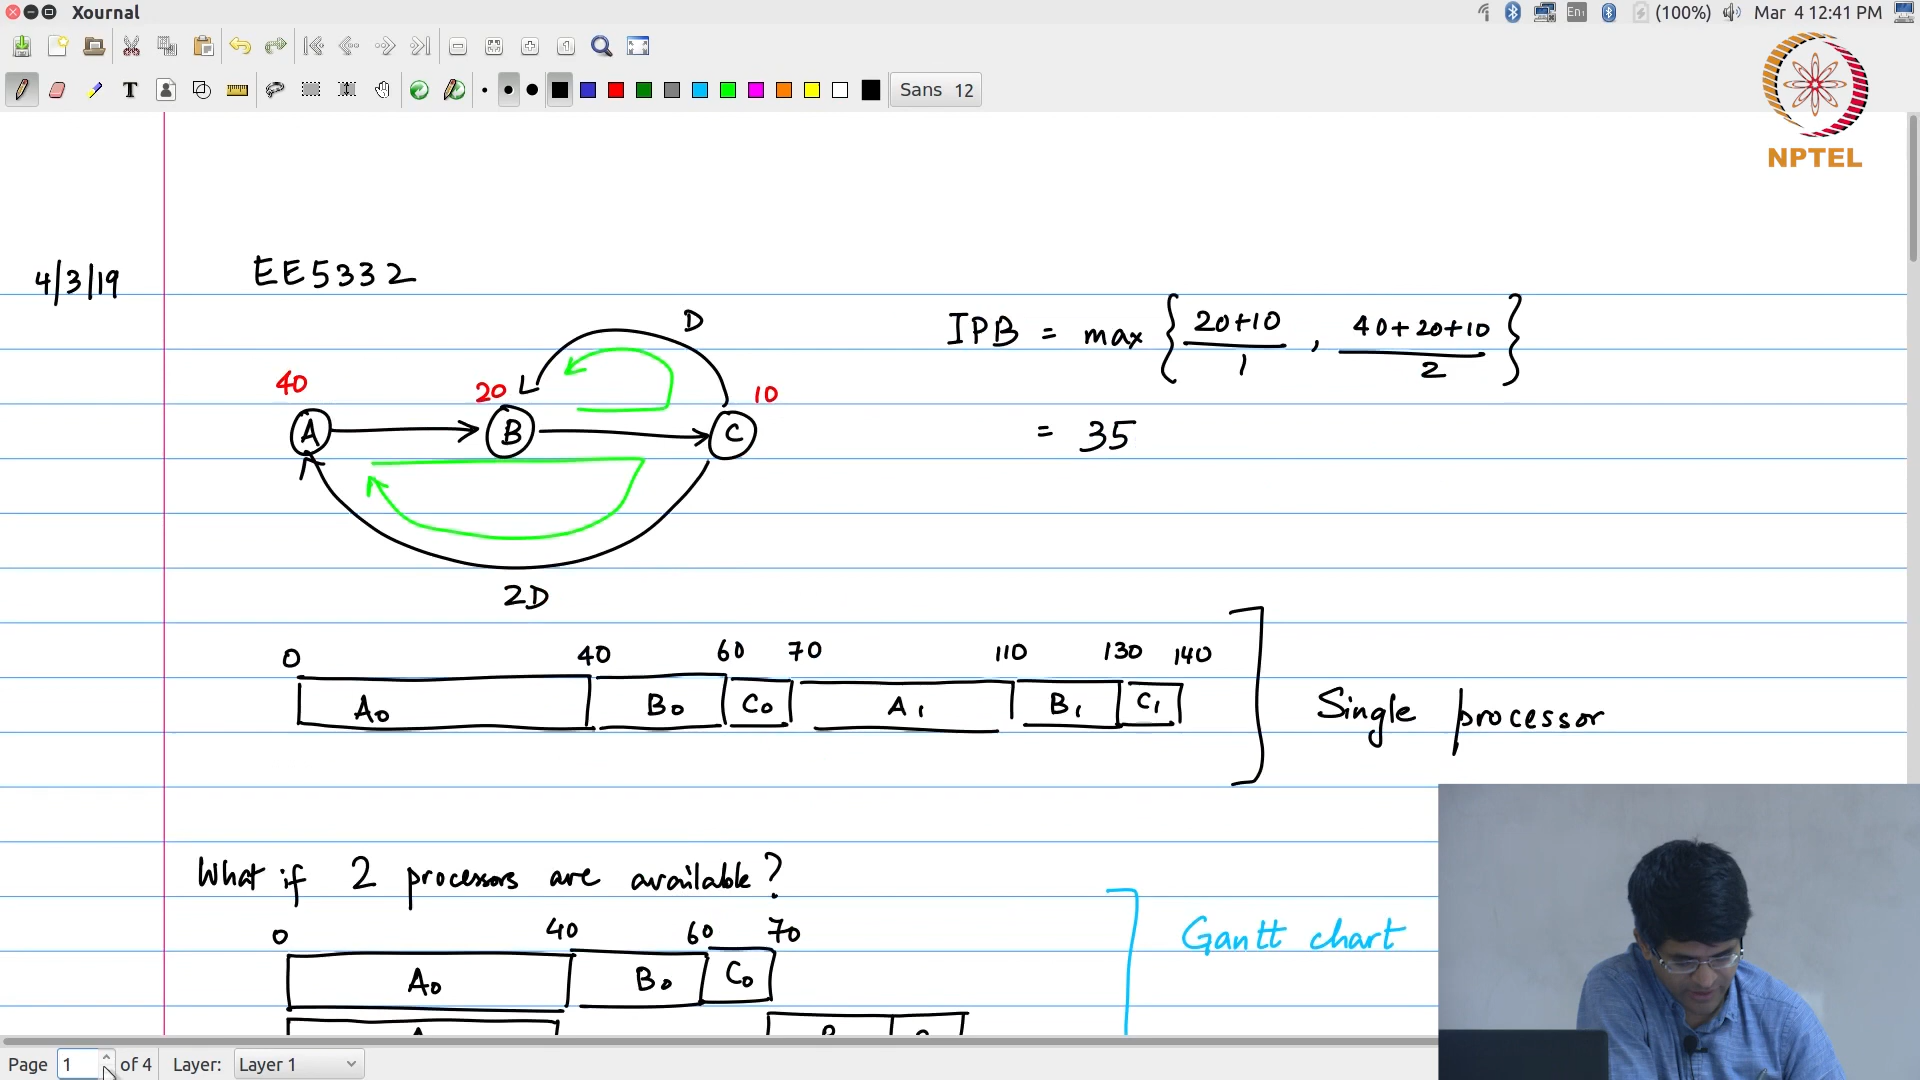 Xournal
En₁ (100%) Mar 4 12:41 PM
Sans 12
NPTEL
4/3/19 EE5332
D
IPB = max { 20+10 / 1 , 40+20+10 / 2 }
40 20 10
A B C
= 35
2D
0 40 60 70 110 130 140
A0 B0 C0 A1 B1 C1
Single processor
What if 2 processors are available?
0 40 60 70
Gantt chart
A0 B0 C0
Page 1 of 4 Layer: Layer 1